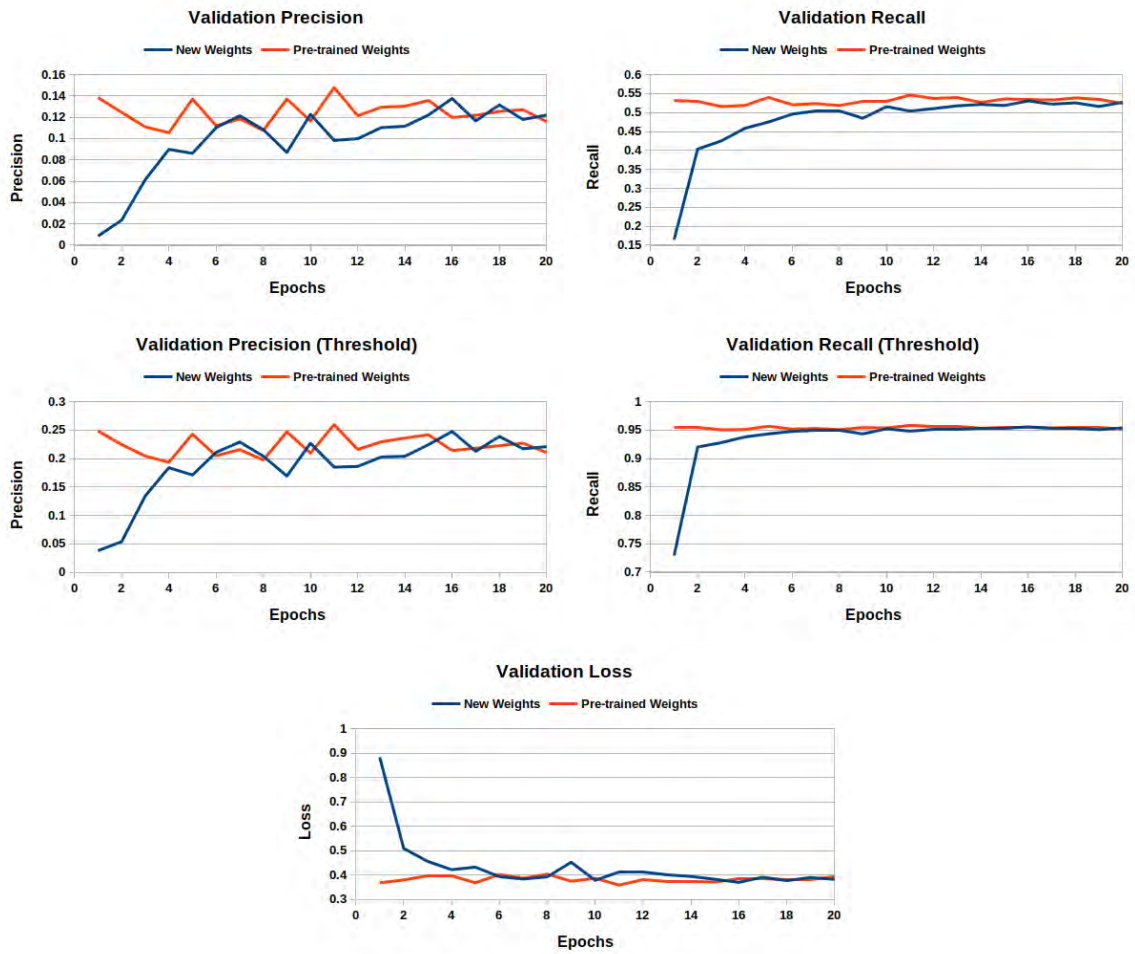 Validation Precision
New Weights Pre-trained Weights
0.16
0.14
0.12
0.1
0.08
0.06
0.04
0.02
0
Precision
0 2 4 6 8 10 12 14 16 18 20
Epochs
Validation Recall
New Weights Pre-trained Weights
0.6
0.55
0.5
0.45
0.4
0.35
0.3
0.25
0.2
0.15
Recall
0 2 4 6 8 10 12 14 16 18 20
Epochs
Validation Precision (Threshold)
New Weights Pre-trained Weights
0.3
0.25
0.2
0.15
0.1
0.05
0
Precision
0 2 4 6 8 10 12 14 16 18 20
Epochs
Validation Recall (Threshold)
New Weights Pre-trained Weights
1
0.95
0.9
0.85
0.8
0.75
0.7
Recall
0 2 4 6 8 10 12 14 16 18 20
Epochs
Validation Loss
New Weights Pre-trained Weights
1
0.9
0.8
0.7
0.6
0.5
0.4
0.3
Loss
0 2 4 6 8 10 12 14 16 18 20
Epochs